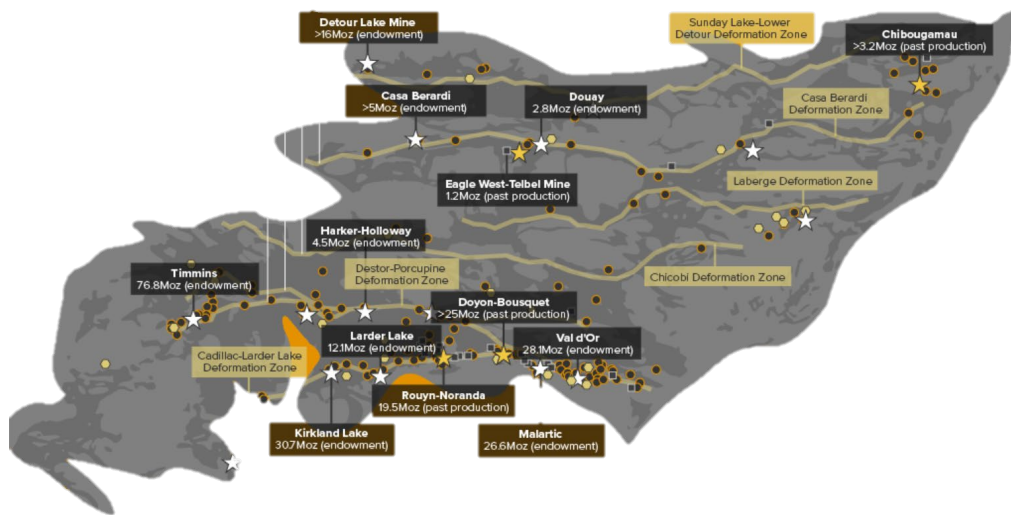 Detour Lake Mine
>16Moz (endowment)
Sunday Lake-Lower
Detour Deformation Zone
Chibougamau
>3.2Moz (past production)
Casa Berardi
>5Moz (endowment)
Douay
2.8Moz (endowment)
Casa Berardi
Deformation Zone
Eagle West-Telbel Mine
1.2Moz (past production)
Laberge Deformation Zone
Harker-Holloway
4.5Moz (endowment)
Timmins
76.8Moz (endowment)
Destor-Porcupine
Deformation Zone
Chicobi Deformation Zone
Doyon-Bousquet
>25Moz (past production)
Larder Lake
12.1Moz (endowment)
Val d'Or
28.1Moz (endowment)
Cadillac-Larder Lake
Deformation Zone
Rouyn-Noranda
19.5Moz (past production)
Kirkland Lake
30.7Moz (endowment)
Malartic
26.6Moz (endowment)